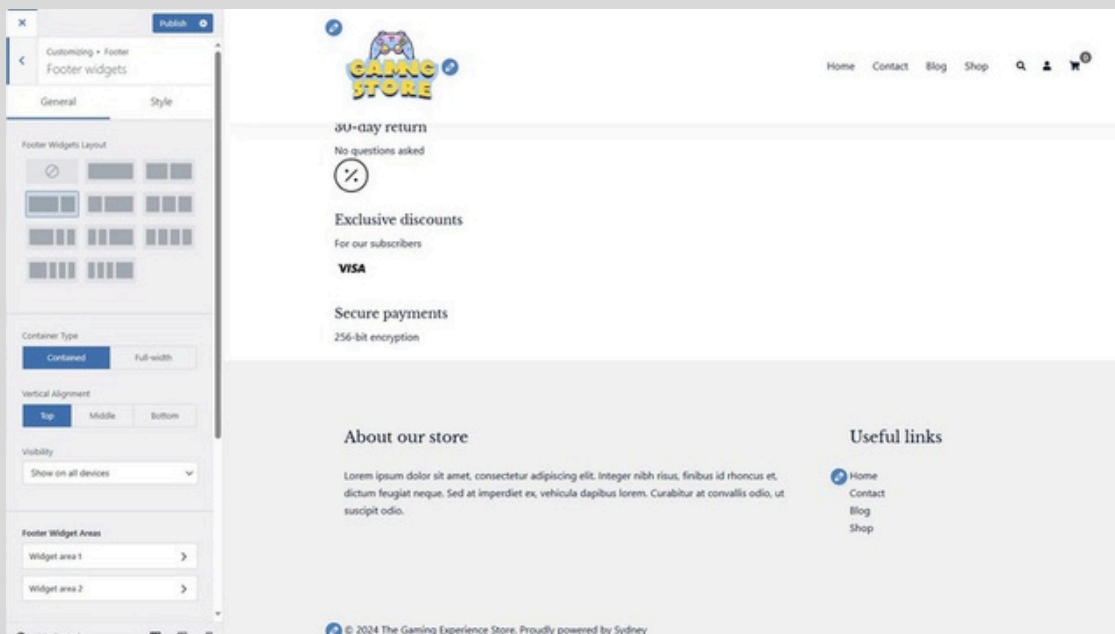 Publish
Customizing • Footer
Footer widgets
General Style
Footer Widgets Layout
Container Type
Contained Full-width
Vertical Alignment
Top Middle Bottom
Visibility
Show on all devices
Footer Widget Areas
Widget area 1
Widget area 2
GAMNG
STORE
Home Contact Blog Shop
0
30-day return
No questions asked
Exclusive discounts
For our subscribers
VISA
Secure payments
256-bit encryption
About our store
Lorem ipsum dolor sit amet, consectetur adipiscing elit. Integer nibh risus, finibus id rhoncus et,
dictum feugiat neque. Sed at imperdiet ex, vehicula dapibus lorem. Curabitur at convallis odio, ut
suscipit odio.
Useful links
Home
Contact
Blog
Shop
© 2024 The Gaming Experience Store. Proudly powered by Sydney